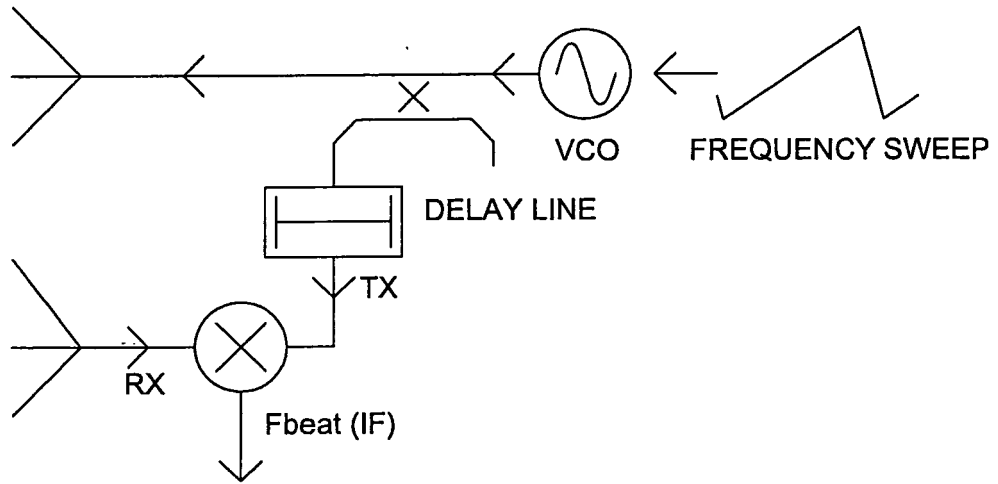 VCO
FREQUENCY SWEEP
DELAY LINE
TX
RX
Fbeat (IF)